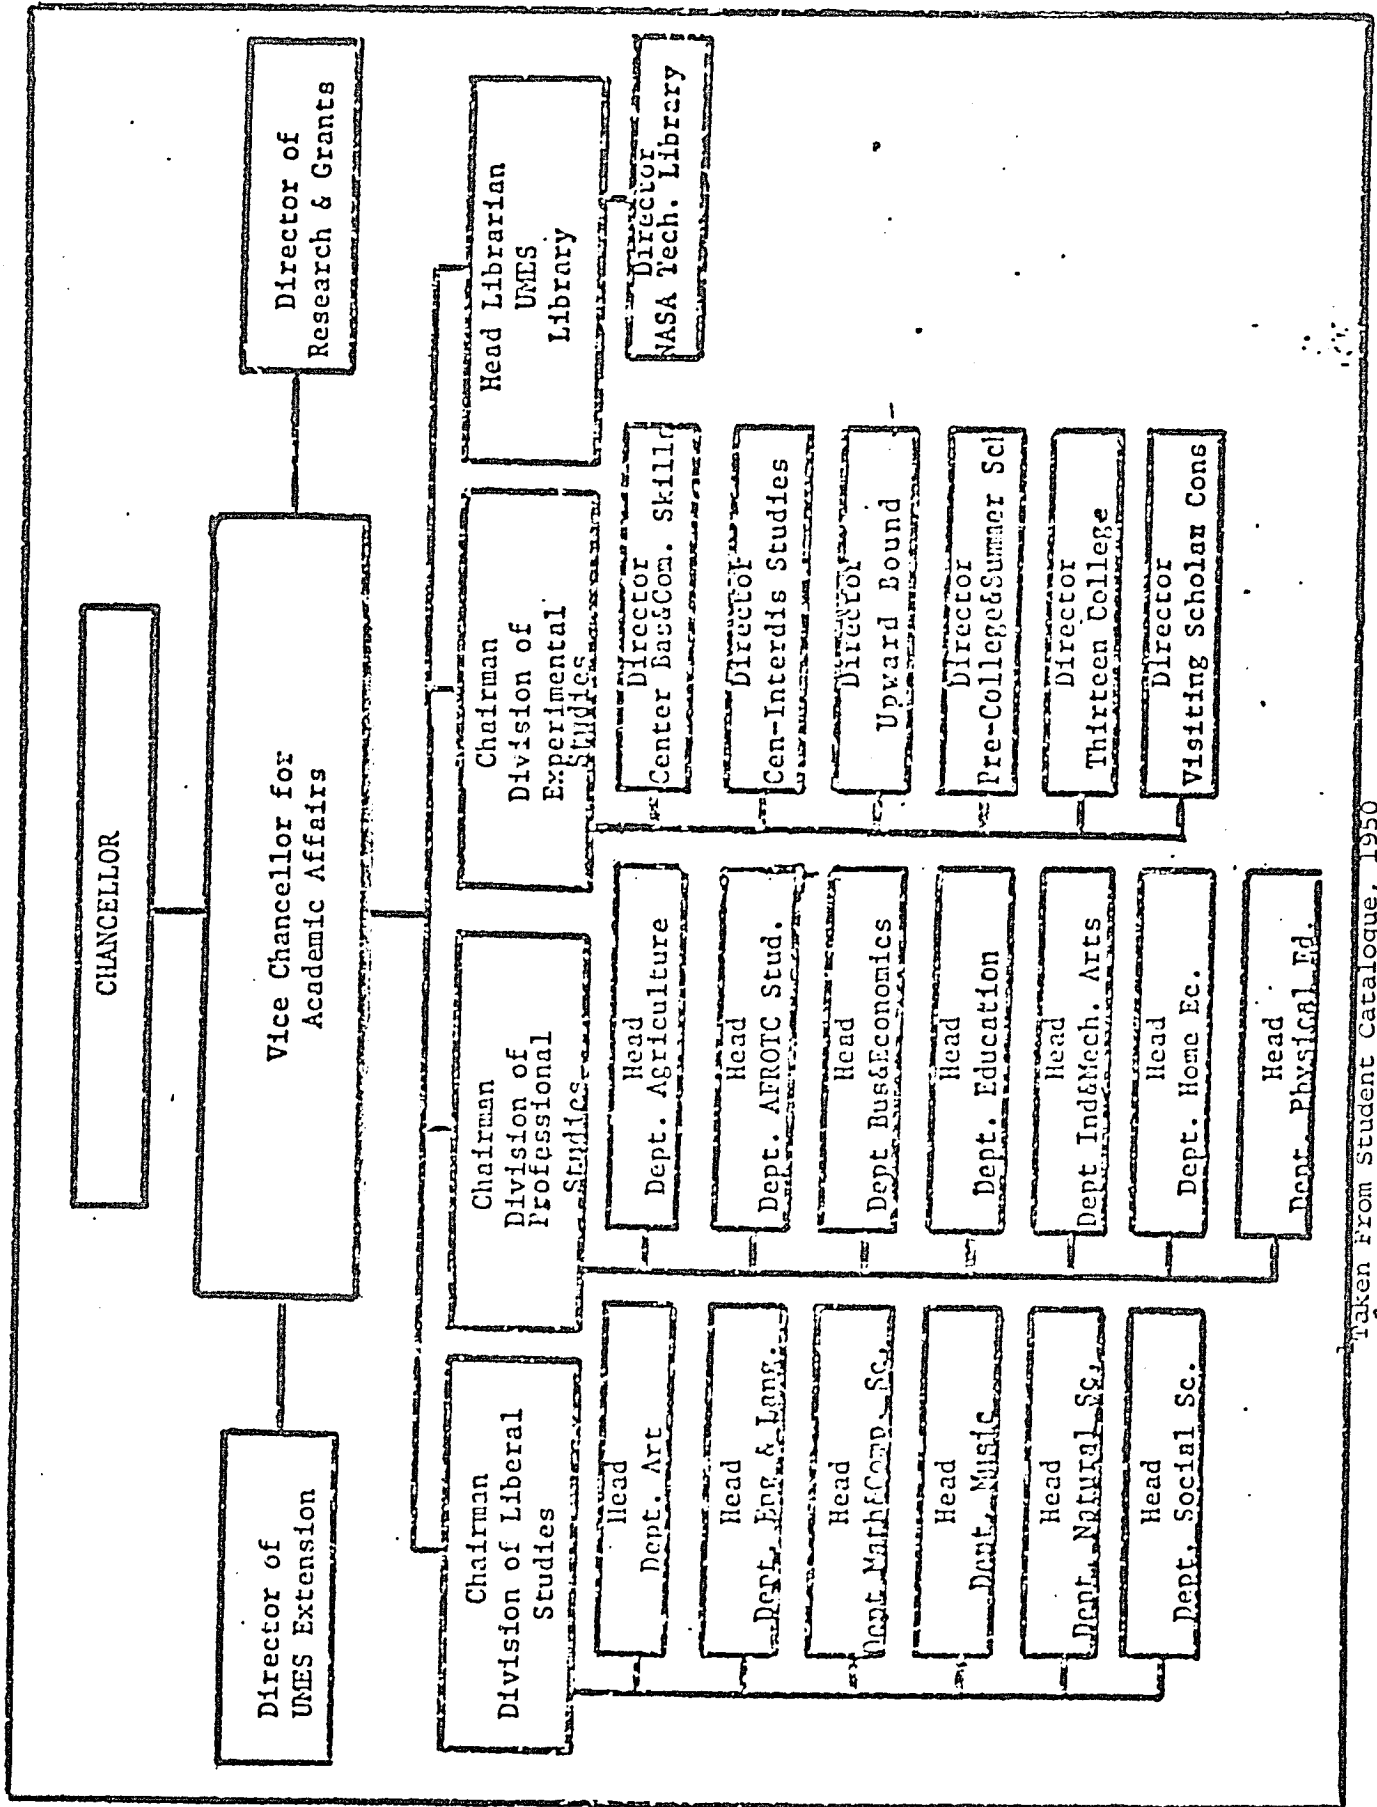 CHANCELLOR
Director of
UMES Extension
Vice Chancellor for
Academic Affairs
Director of
Research & Grants
Chairman
Division of Liberal
Studies
Chairman
Division of
Professional
Studies
Chairman
Division of
Experimental
Studies
Head Librarian
UMES
Library
Head
Dept. Art
Head
Dept. Eng & Lang.
Head
Dept Math&Comp. Sc.
Head
Dept. Music
Head
Dept. Natural Sc.
Head
Dept. Social Sc.
Head
Dept. Agriculture
Head
Dept. AFROTC Stud.
Head
Dept Bus&Economics
Head
Dept. Education
Head
Dept Ind&Mech. Arts
Head
Dept. Home Ec.
Head
Dept. Physical Ed.
Director
Center Bas&Com. Skill
Director
Cen-Interdis Studies
Director
Upward Bound
Director
Pre-College&Summer Sch
Director
Thirteen College
Director
Visiting Scholar Cons
Director
NASA Tech. Library
1Taken From Student Catalogue, 1950